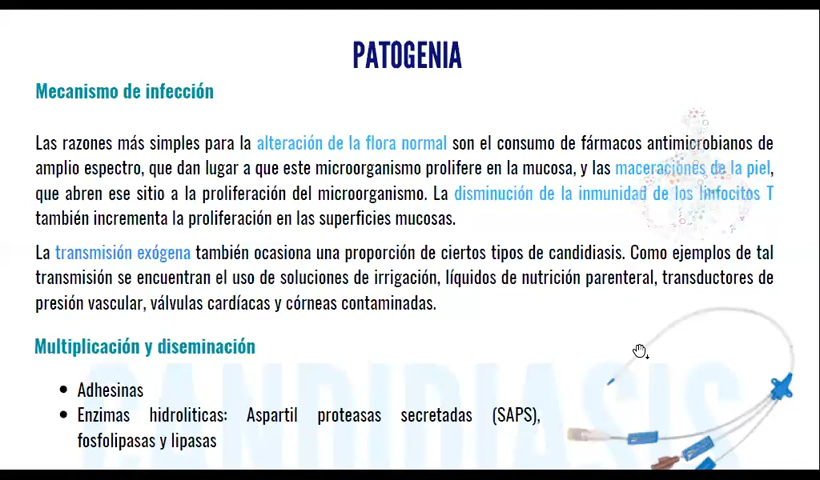 PATOGENIA
Mecanismo de infección
Las razones más simples para la alteración de la flora normal son el consumo de fármacos antimicrobianos de
amplio espectro, que dan lugar a que este microorganismo prolifere en la mucosa, y las maceraciones de la piel,
que abren ese sitio a la proliferación del microorganismo. La disminución de la inmunidad de los linfocitos T
también incrementa la proliferación en las superficies mucosas.
La transmisión exógena también ocasiona una proporción de ciertos tipos de candidiasis. Como ejemplos de tal
transmisión se encuentran el uso de soluciones de irrigación, líquidos de nutrición parenteral, transductores de
presión vascular, válvulas cardíacas y córneas contaminadas.
Multiplicación y diseminación
• Adhesinas
• Enzimas hidroliticas: Aspartil proteasas secretadas (SAPS),
fosfolipasas y lipasas
CANDIDIASIS